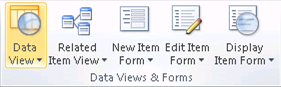 Data Related New Item Edit Item Display
View Item View Form Form Item Form
Data Views & Forms